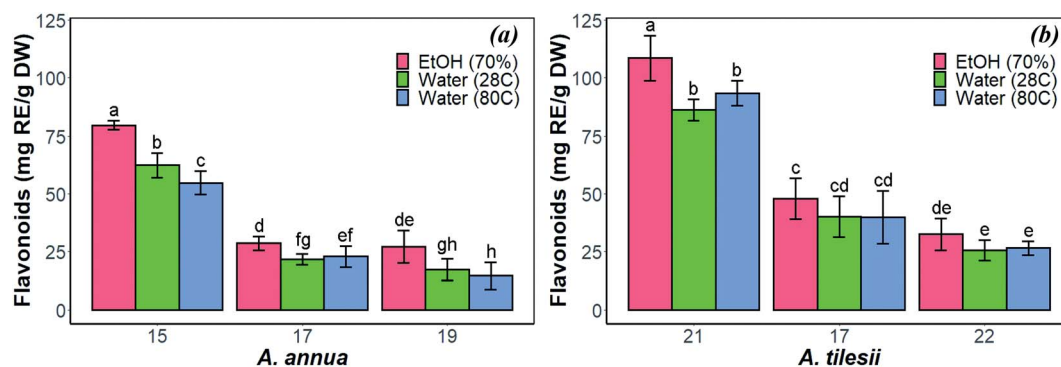 (a)
Flavonoids (mg RE/g DW)
125
100
75
50
25
0
EtOH (70%)
Water (28C)
Water (80C)
a
b
c
d
fg
ef
de
gh
h
15
17
19
A. annua
(b)
Flavonoids (mg RE/g DW)
125
100
75
50
25
0
EtOH (70%)
Water (28C)
Water (80C)
a
b
b
c
cd
cd
de
e
e
21
17
22
A. tilesii